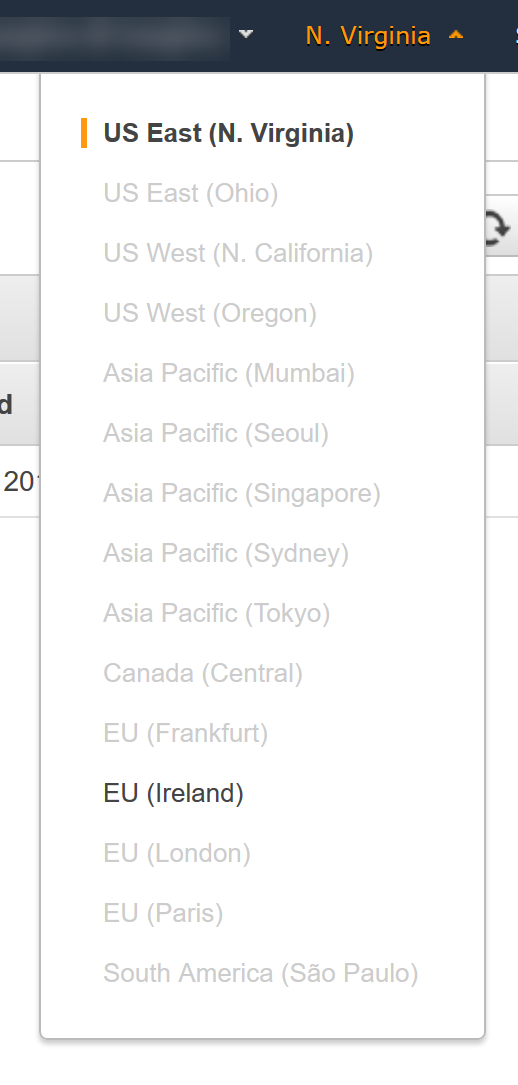 N. Virginia
US East (N. Virginia)
US East (Ohio)
US West (N. California)
US West (Oregon)
Asia Pacific (Mumbai)
d
Asia Pacific (Seoul)
Asia Pacific (Singapore)
Asia Pacific (Sydney)
Asia Pacific (Tokyo)
Canada (Central)
EU (Frankfurt)
EU (Ireland)
EU (London)
EU (Paris)
South America (São Paulo)